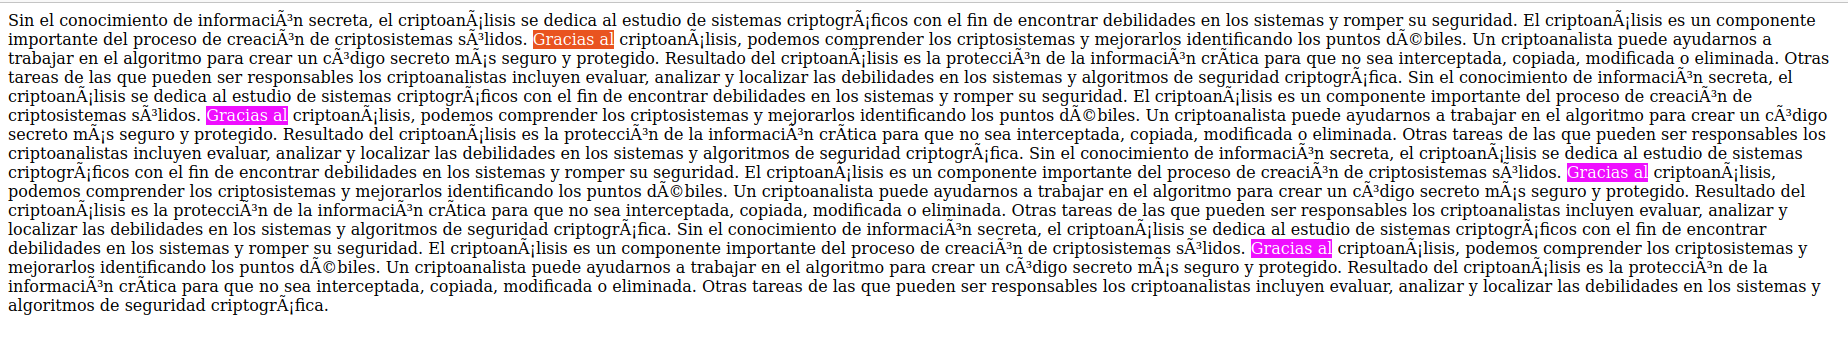 Sin el conocimiento de informaciÃ³n secreta, el criptoanÃ¡lisis se dedica al estudio de sistemas criptogrÃ¡ficos con el fin de encontrar debilidades en los sistemas y romper su seguridad. El criptoanÃ¡lisis es un componente
importante del proceso de creaciÃ³n de criptosistemas sÃ³lidos. Gracias al criptoanÃ¡lisis, podemos comprender los criptosistemas y mejorarlos identificando los puntos dÃ©biles. Un criptoanalista puede ayudarnos a
trabajar en el algoritmo para crear un cÃ³digo secreto mÃ¡s seguro y protegido. Resultado del criptoanÃ¡lisis es la protecciÃ³n de la informaciÃ³n crÃ­tica para que no sea interceptada, copiada, modificada o eliminada. Otras
tareas de las que pueden ser responsables los criptoanalistas incluyen evaluar, analizar y localizar las debilidades en los sistemas y algoritmos de seguridad criptogrÃ¡fica. Sin el conocimiento de informaciÃ³n secreta, el
criptoanÃ¡lisis se dedica al estudio de sistemas criptogrÃ¡ficos con el fin de encontrar debilidades en los sistemas y romper su seguridad. El criptoanÃ¡lisis es un componente importante del proceso de creaciÃ³n de
criptosistemas sÃ³lidos. Gracias al criptoanÃ¡lisis, podemos comprender los criptosistemas y mejorarlos identificando los puntos dÃ©biles. Un criptoanalista puede ayudarnos a trabajar en el algoritmo para crear un cÃ³digo
secreto mÃ¡s seguro y protegido. Resultado del criptoanÃ¡lisis es la protecciÃ³n de la informaciÃ³n crÃ­tica para que no sea interceptada, copiada, modificada o eliminada. Otras tareas de las que pueden ser responsables los
criptoanalistas incluyen evaluar, analizar y localizar las debilidades en los sistemas y algoritmos de seguridad criptogrÃ¡fica. Sin el conocimiento de informaciÃ³n secreta, el criptoanÃ¡lisis se dedica al estudio de sistemas
criptogrÃ¡ficos con el fin de encontrar debilidades en los sistemas y romper su seguridad. El criptoanÃ¡lisis es un componente importante del proceso de creaciÃ³n de criptosistemas sÃ³lidos. Gracias al criptoanÃ¡lisis,
podemos comprender los criptosistemas y mejorarlos identificando los puntos dÃ©biles. Un criptoanalista puede ayudarnos a trabajar en el algoritmo para crear un cÃ³digo secreto mÃ¡s seguro y protegido. Resultado del
criptoanÃ¡lisis es la protecciÃ³n de la informaciÃ³n crÃ­tica para que no sea interceptada, copiada, modificada o eliminada. Otras tareas de las que pueden ser responsables los criptoanalistas incluyen evaluar, analizar y
localizar las debilidades en los sistemas y algoritmos de seguridad criptogrÃ¡fica. Sin el conocimiento de informaciÃ³n secreta, el criptoanÃ¡lisis se dedica al estudio de sistemas criptogrÃ¡ficos con el fin de encontrar
debilidades en los sistemas y romper su seguridad. El criptoanÃ¡lisis es un componente importante del proceso de creaciÃ³n de criptosistemas sÃ³lidos. Gracias al criptoanÃ¡lisis, podemos comprender los criptosistemas y
mejorarlos identificando los puntos dÃ©biles. Un criptoanalista puede ayudarnos a trabajar en el algoritmo para crear un cÃ³digo secreto mÃ¡s seguro y protegido. Resultado del criptoanÃ¡lisis es la protecciÃ³n de la
informaciÃ³n crÃ­tica para que no sea interceptada, copiada, modificada o eliminada. Otras tareas de las que pueden ser responsables los criptoanalistas incluyen evaluar, analizar y localizar las debilidades en los sistemas y
algoritmos de seguridad criptogrÃ¡fica.